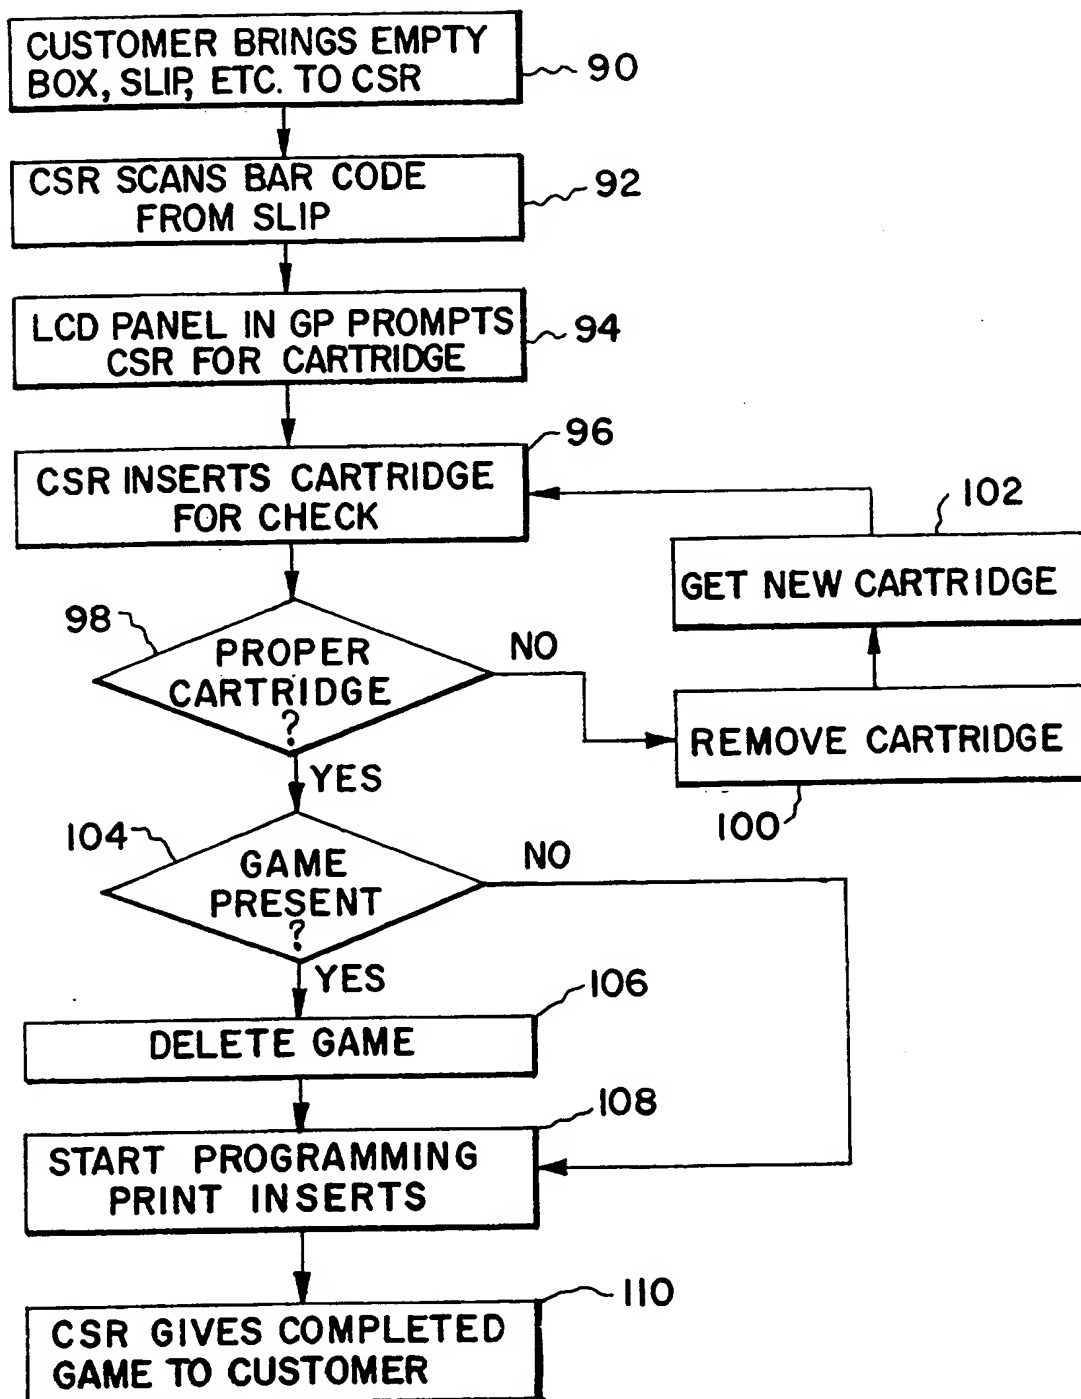 CUSTOMER BRINGS EMPTY
BOX, SLIP, ETC. TO CSR
90
CSR SCANS BAR CODE
FROM SLIP
92
LCD PANEL IN GP PROMPTS
CSR FOR CARTRIDGE
94
96
CSR INSERTS CARTRIDGE
FOR CHECK
102
GET NEW CARTRIDGE
98
PROPER
CARTRIDGE
?
NO
REMOVE CARTRIDGE
100
YES
104
GAME
PRESENT
?
NO
YES
106
DELETE GAME
108
START PROGRAMMING
PRINT INSERTS
110
CSR GIVES COMPLETED
GAME TO CUSTOMER